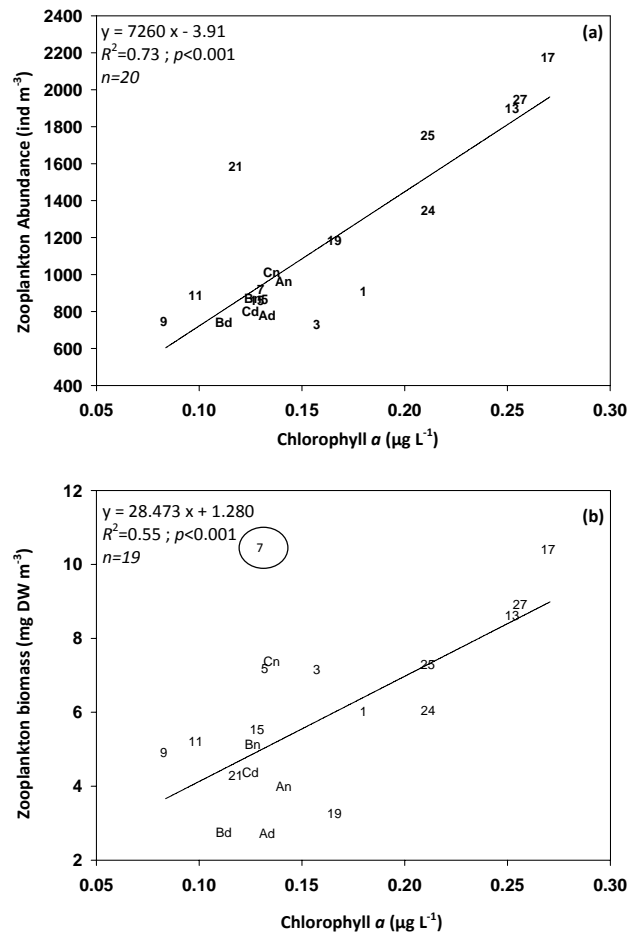 y = 7260 x - 3.91
R²=0.73 ; p<0.001
n=20
(a)
Zooplankton Abundance (ind m⁻³)
2400
2200
2000
1800
1600
1400
1200
1000
800
600
400
17
27
13
25
21
24
19
Cn
An
7
1
11
Bn
5
15
Cd
Ad
9
Bd
3
0.05 0.10 0.15 0.20 0.25 0.30
Chlorophyll a (µg L⁻¹)
y = 28.473 x + 1.280
R²=0.55 ; p<0.001
n=19
(b)
Zooplankton biomass (mg DW m⁻³)
12
10
8
6
4
2
7
17
27
13
Cn
5
3
25
1
24
15
Bn
11
9
21
Cd
An
19
Bd
Ad
0.05 0.10 0.15 0.20 0.25 0.30
Chlorophyll a (µg L⁻¹)